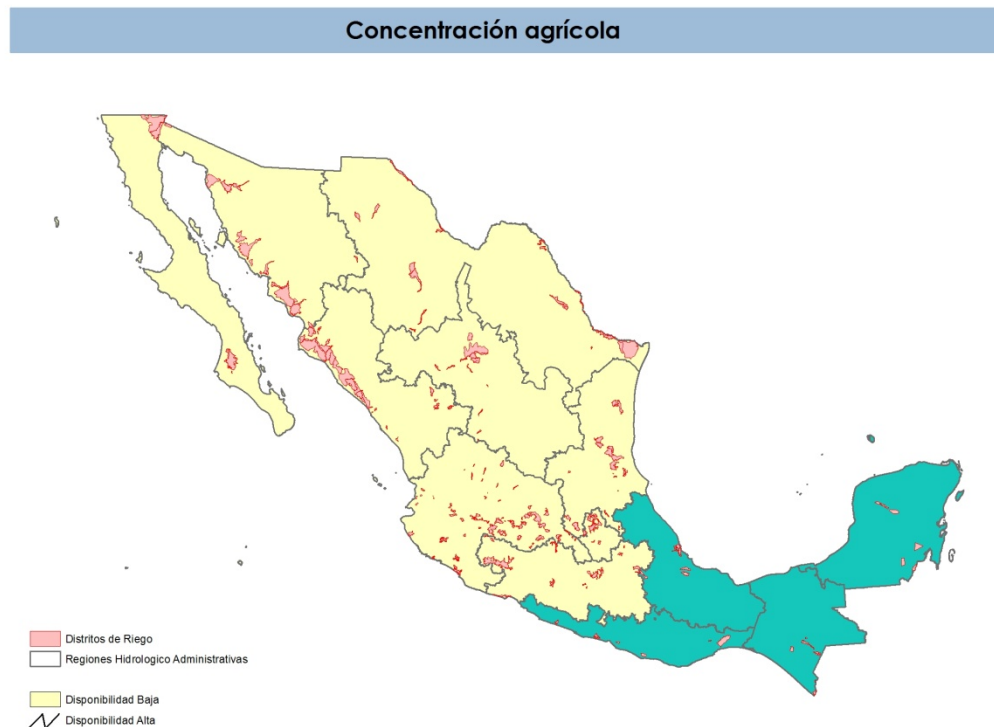 Concentración agrícola
Distritos de Riego
Regiones Hidrologico Administrativas
Disponibilidad Baja
Disponibilidad Alta